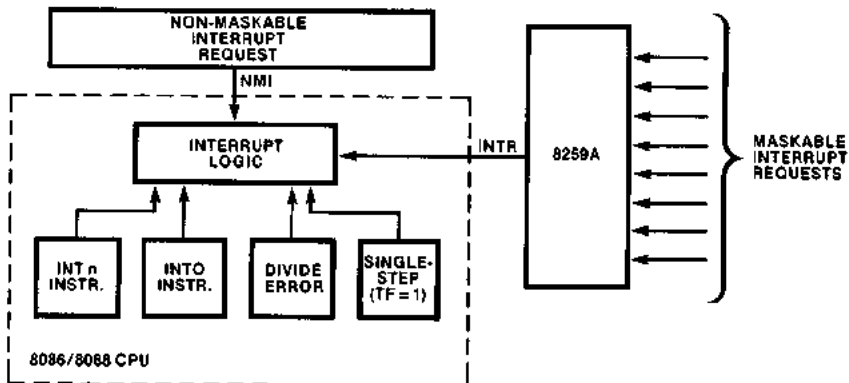 NON-MASKABLE
INTERRUPT
REQUEST
NMI
INTERRUPT
LOGIC
INTR
8259A
MASKABLE
INTERRUPT
REQUESTS
INT n
INSTR.
INTO
INSTR.
DIVIDE
ERROR
SINGLE-
STEP
(TF = 1)
8086/8088 CPU